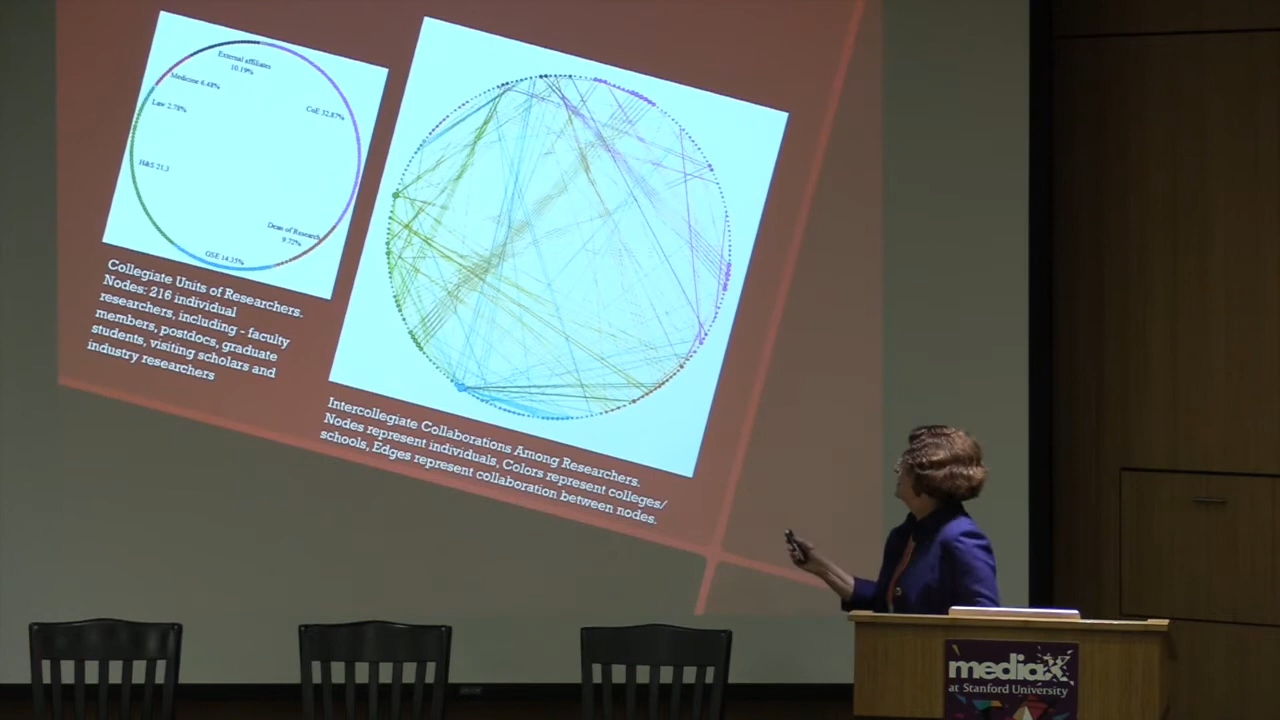 External affiliates
10.19%
Medicine 6.48%
Law 2.78%
CoE 32.87%
H&S 21.3
Dean of Research
9.72%
GSE 14.35%
Collegiate Units of Researchers.
Nodes: 216 individual
researchers, including - faculty
members, postdocs, graduate
students, visiting scholars and
industry researchers
Intercollegiate Collaborations Among Researchers.
Nodes represent individuals, Colors represent colleges/
schools, Edges represent collaboration between nodes.
mediaX
at Stanford University